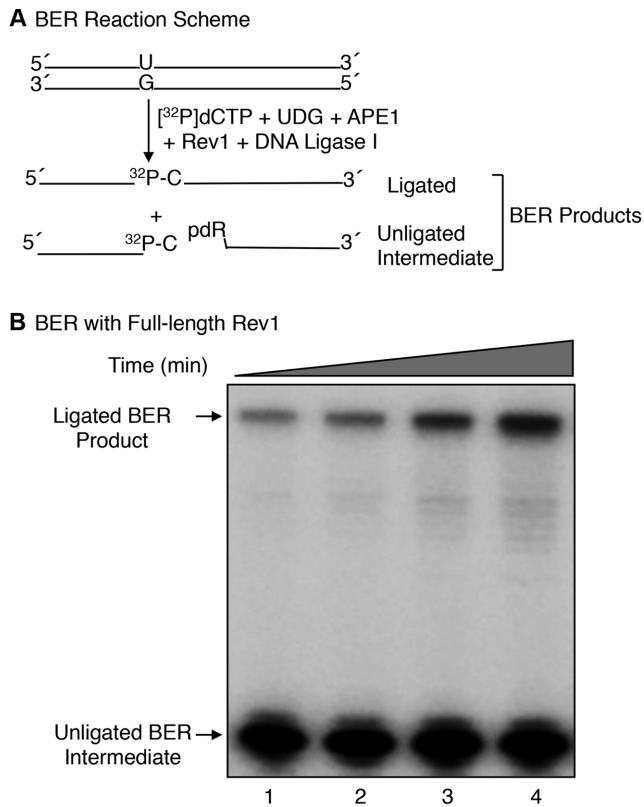 A BER Reaction Scheme
5´ U 3´
3´ G 5´
[³²P]dCTP + UDG + APE1
+ Rev1 + DNA Ligase I
5´ ³²P-C 3´ Ligated
+
BER Products
5´ ³²P-C pdR 3´ Unligated
Intermediate
B BER with Full-length Rev1
Time (min)
Ligated BER
Product
Unligated BER
Intermediate
1 2 3 4